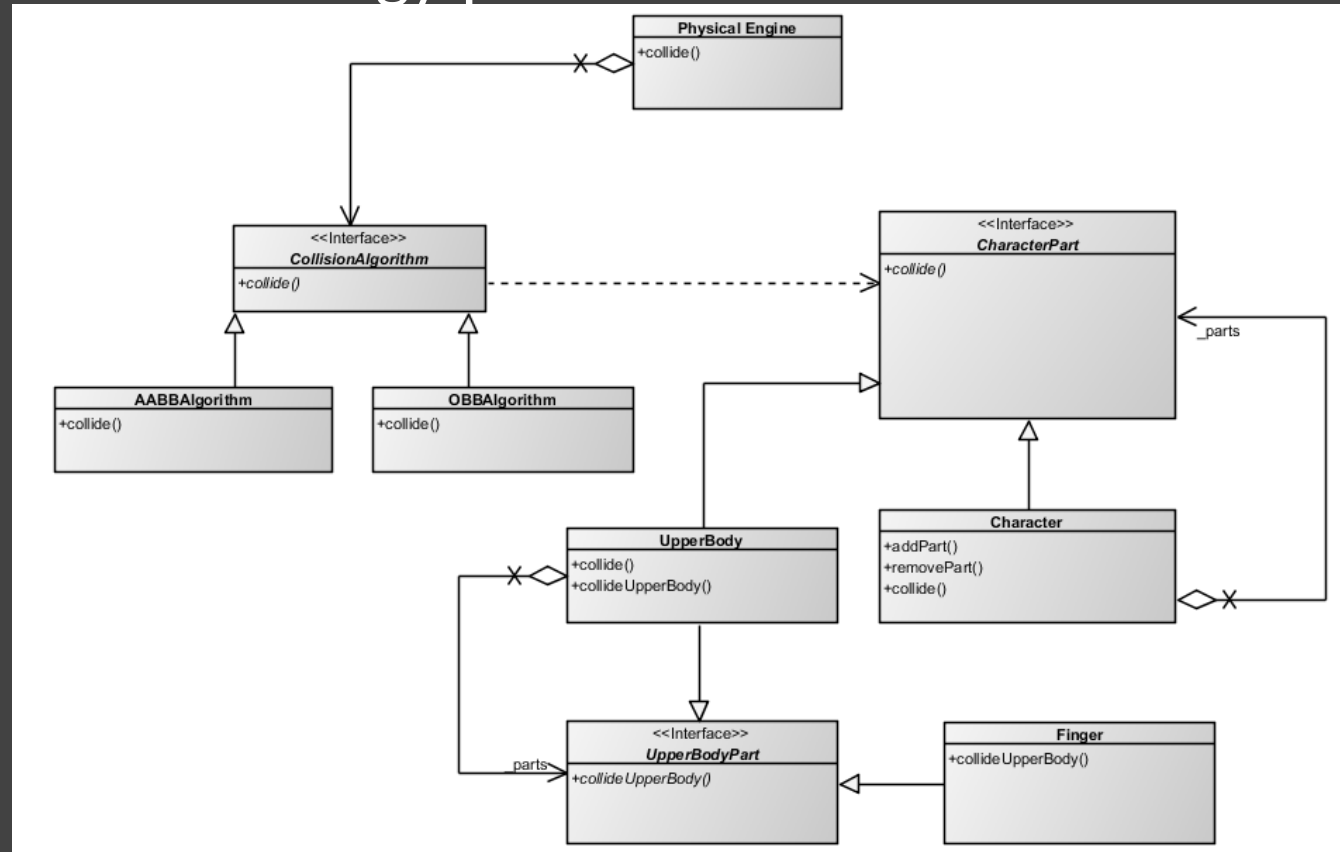 Physical Engine
+collide()
<<Interface>>
CollisionAlgorithm
+collide()
<<Interface>>
CharacterPart
+collide()
_parts
AABBAlgorithm
+collide()
OBBAlgorithm
+collide()
UpperBody
+collide()
+collideUpperBody()
Character
+addPart()
+removePart()
+collide()
<<Interface>>
UpperBodyPart
+collideUpperBody()
_parts
Finger
+collideUpperBody()